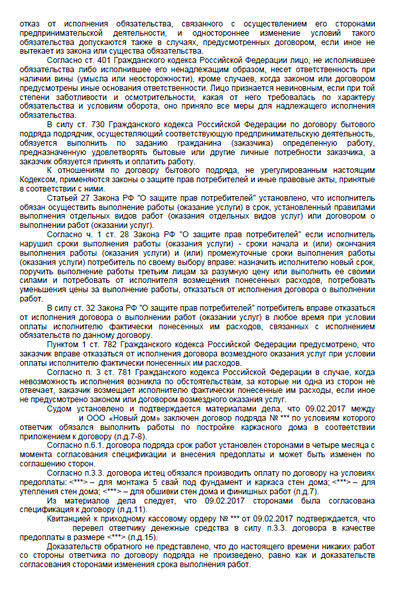 отказ от исполнения обязательства, связанного с осуществлением его сторонами
предпринимательской деятельности, и одностороннее изменение условий такого
обязательства допускаются также в случаях, предусмотренных договором, если иное не
вытекает из закона или существа обязательства.
Согласно ст. 401 Гражданского кодекса Российской Федерации лицо, не исполнившее
обязательства либо исполнившее его ненадлежащим образом, несет ответственность при
наличии вины (умысла или неосторожности), кроме случаев, когда законом или договором
предусмотрены иные основания ответственности. Лицо признается невиновным, если при той
степени заботливости и осмотрительности, какая от него требовалась по характеру
обязательства и условиям оборота, оно приняло все меры для надлежащего исполнения
обязательства.
В силу ст. 730 Гражданского кодекса Российской Федерации по договору бытового
подряда подрядчик, осуществляющий соответствующую предпринимательскую деятельность,
обязуется выполнить по заданию гражданина (заказчика) определенную работу,
предназначенную удовлетворять бытовые или другие личные потребности заказчика, а
заказчик обязуется принять и оплатить работу.
К отношениям по договору бытового подряда, не урегулированным настоящим
Кодексом, применяются законы о защите прав потребителей и иные правовые акты, принятые
в соответствии с ними.
Статьей 27 Закона РФ "О защите прав потребителей" установлено, что исполнитель
обязан осуществить выполнение работы (оказание услуги) в срок, установленный правилами
выполнения отдельных видов работ (оказания отдельных видов услуг) или договором о
выполнении работ (оказании услуг).
Согласно ч. 1 ст. 28 Закона РФ "О защите прав потребителей" если исполнитель
нарушил сроки выполнения работы (оказания услуги) - сроки начала и (или) окончания
выполнения работы (оказания услуги) и (или) промежуточные сроки выполнения работы
(оказания услуги) потребитель по своему выбору вправе: назначить исполнителю новый срок,
поручить выполнение работы третьим лицам за разумную цену или выполнить ее своими
силами и потребовать от исполнителя возмещения понесенных расходов, потребовать
уменьшения цены за выполнение работы, отказаться от исполнения договора о выполнении
работ.
В силу ст. 32 Закона РФ "О защите прав потребителей" потребитель вправе отказаться
от исполнения договора о выполнении работ (оказании услуг) в любое время при условии
оплаты исполнителю фактически понесенных им расходов, связанных с исполнением
обязательств по данному договору.
Пунктом 1 ст. 782 Гражданского кодекса Российской Федерации предусмотрено, что
заказчик вправе отказаться от исполнения договора возмездного оказания услуг при условии
оплаты исполнителю фактически понесенных им расходов.
Согласно п. 3 ст. 781 Гражданского кодекса Российской Федерации в случае, когда
невозможность исполнения возникла по обстоятельствам, за которые ни одна из сторон не
отвечает, заказчик возмещает исполнителю фактически понесенные им расходы, если иное
не предусмотрено законом или договором возмездного оказания услуг.
Судом установлено и подтверждается материалами дела, что 09.02.2017 между
и ООО «Новый дом» заключен договор подряда № *** по условиям которого
ответчик обязался выполнить работы по постройке каркасного дома в соответствии
приложением к договору (л.д.7-8).
Согласно п.6.1. договора подряда срок работ установлен сторонами в четыре месяца с
момента согласования спецификации и внесения предоплаты и может быть изменен по
соглашению сторон.
Согласно п.3.3. договора истец обязался производить оплату по договору на условиях
предоплаты: <***> – для монтажа 5 свай под фундамент и каркаса стен дома; <***> – для
утепления стен дома; <***> – для обшивки стен дома и финишных работ (л.д.7).
Из материалов дела следует, что 09.02.2017 сторонами была согласована
спецификация к договору (л.д.11).
Квитанцией к приходному кассовому ордеру № *** от 09.02.2017 подтверждается, что
перевел ответчику денежные средства в силу п.3.3. договора в качестве
предоплаты в размере <***> (л.д.15).
Доказательств обратного не представлено, что до настоящего времени никаких работ
со стороны ответчика по договору подряда не произведено, равно как и доказательств
согласования сторонами изменения срока выполнения работ.